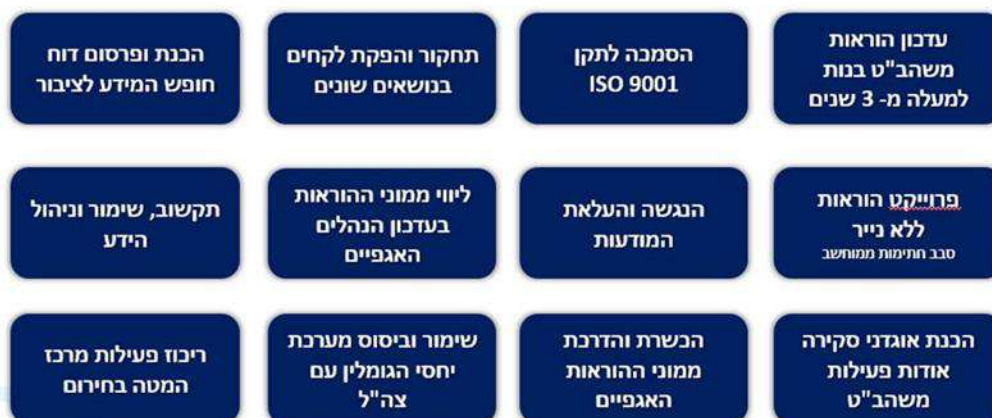 עדכון הוראות
משהב"ט בנות
למעלה מ- 3 שנים
הסמכה לתקן
ISO 9001
תחקור והפקת לקחים
בנושאים שונים
הכנת ופרסום דוח
חופש המידע לציבור
פרוייקט הוראות
ללא נייר
סבב חתימות ממוחשב
הנגשה והעלאת
המודעות
ליווי ממוני ההוראות
בעדכון הנהלים
האגפיים
תקשוב, שימור וניהול
הידע
הכנת אוגדני סקירה
אודות פעילות
משהב"ט
הכשרת והדרכת
ממוני ההוראות
האגפיים
שימור וביסוס מערכת
יחסי הגומלין עם
צה"ל
ריכוז פעילות מרכז
המטה בחירום